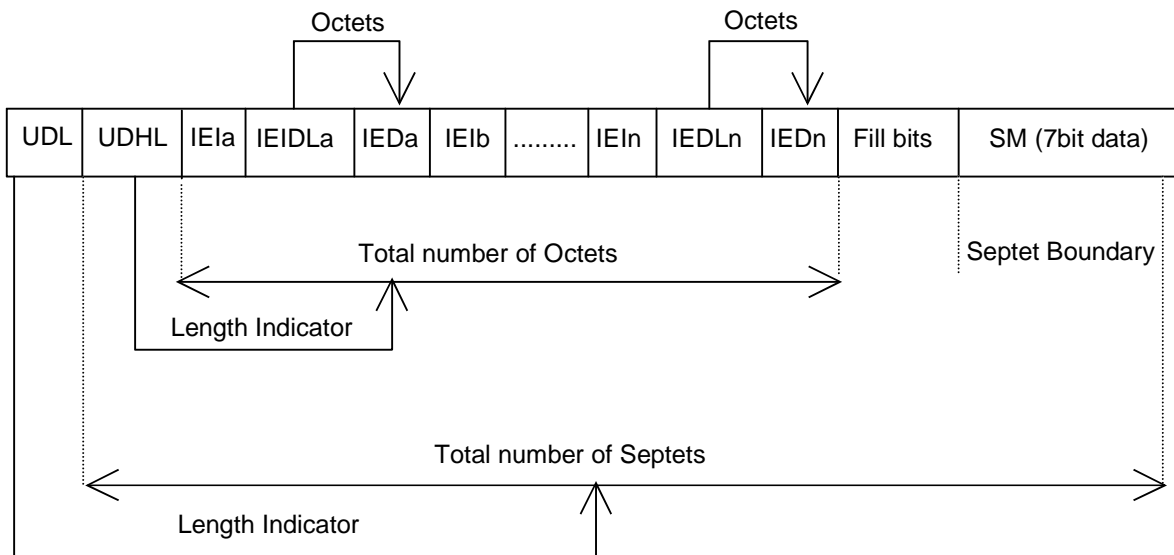 Octets Octets
UDL UDHL IEIa IEIDLa IEDa IEIb ......... IEIn IEDLn IEDn Fill bits SM (7bit data)
Total number of Octets
Septet Boundary
Length Indicator
Total number of Septets
Length Indicator